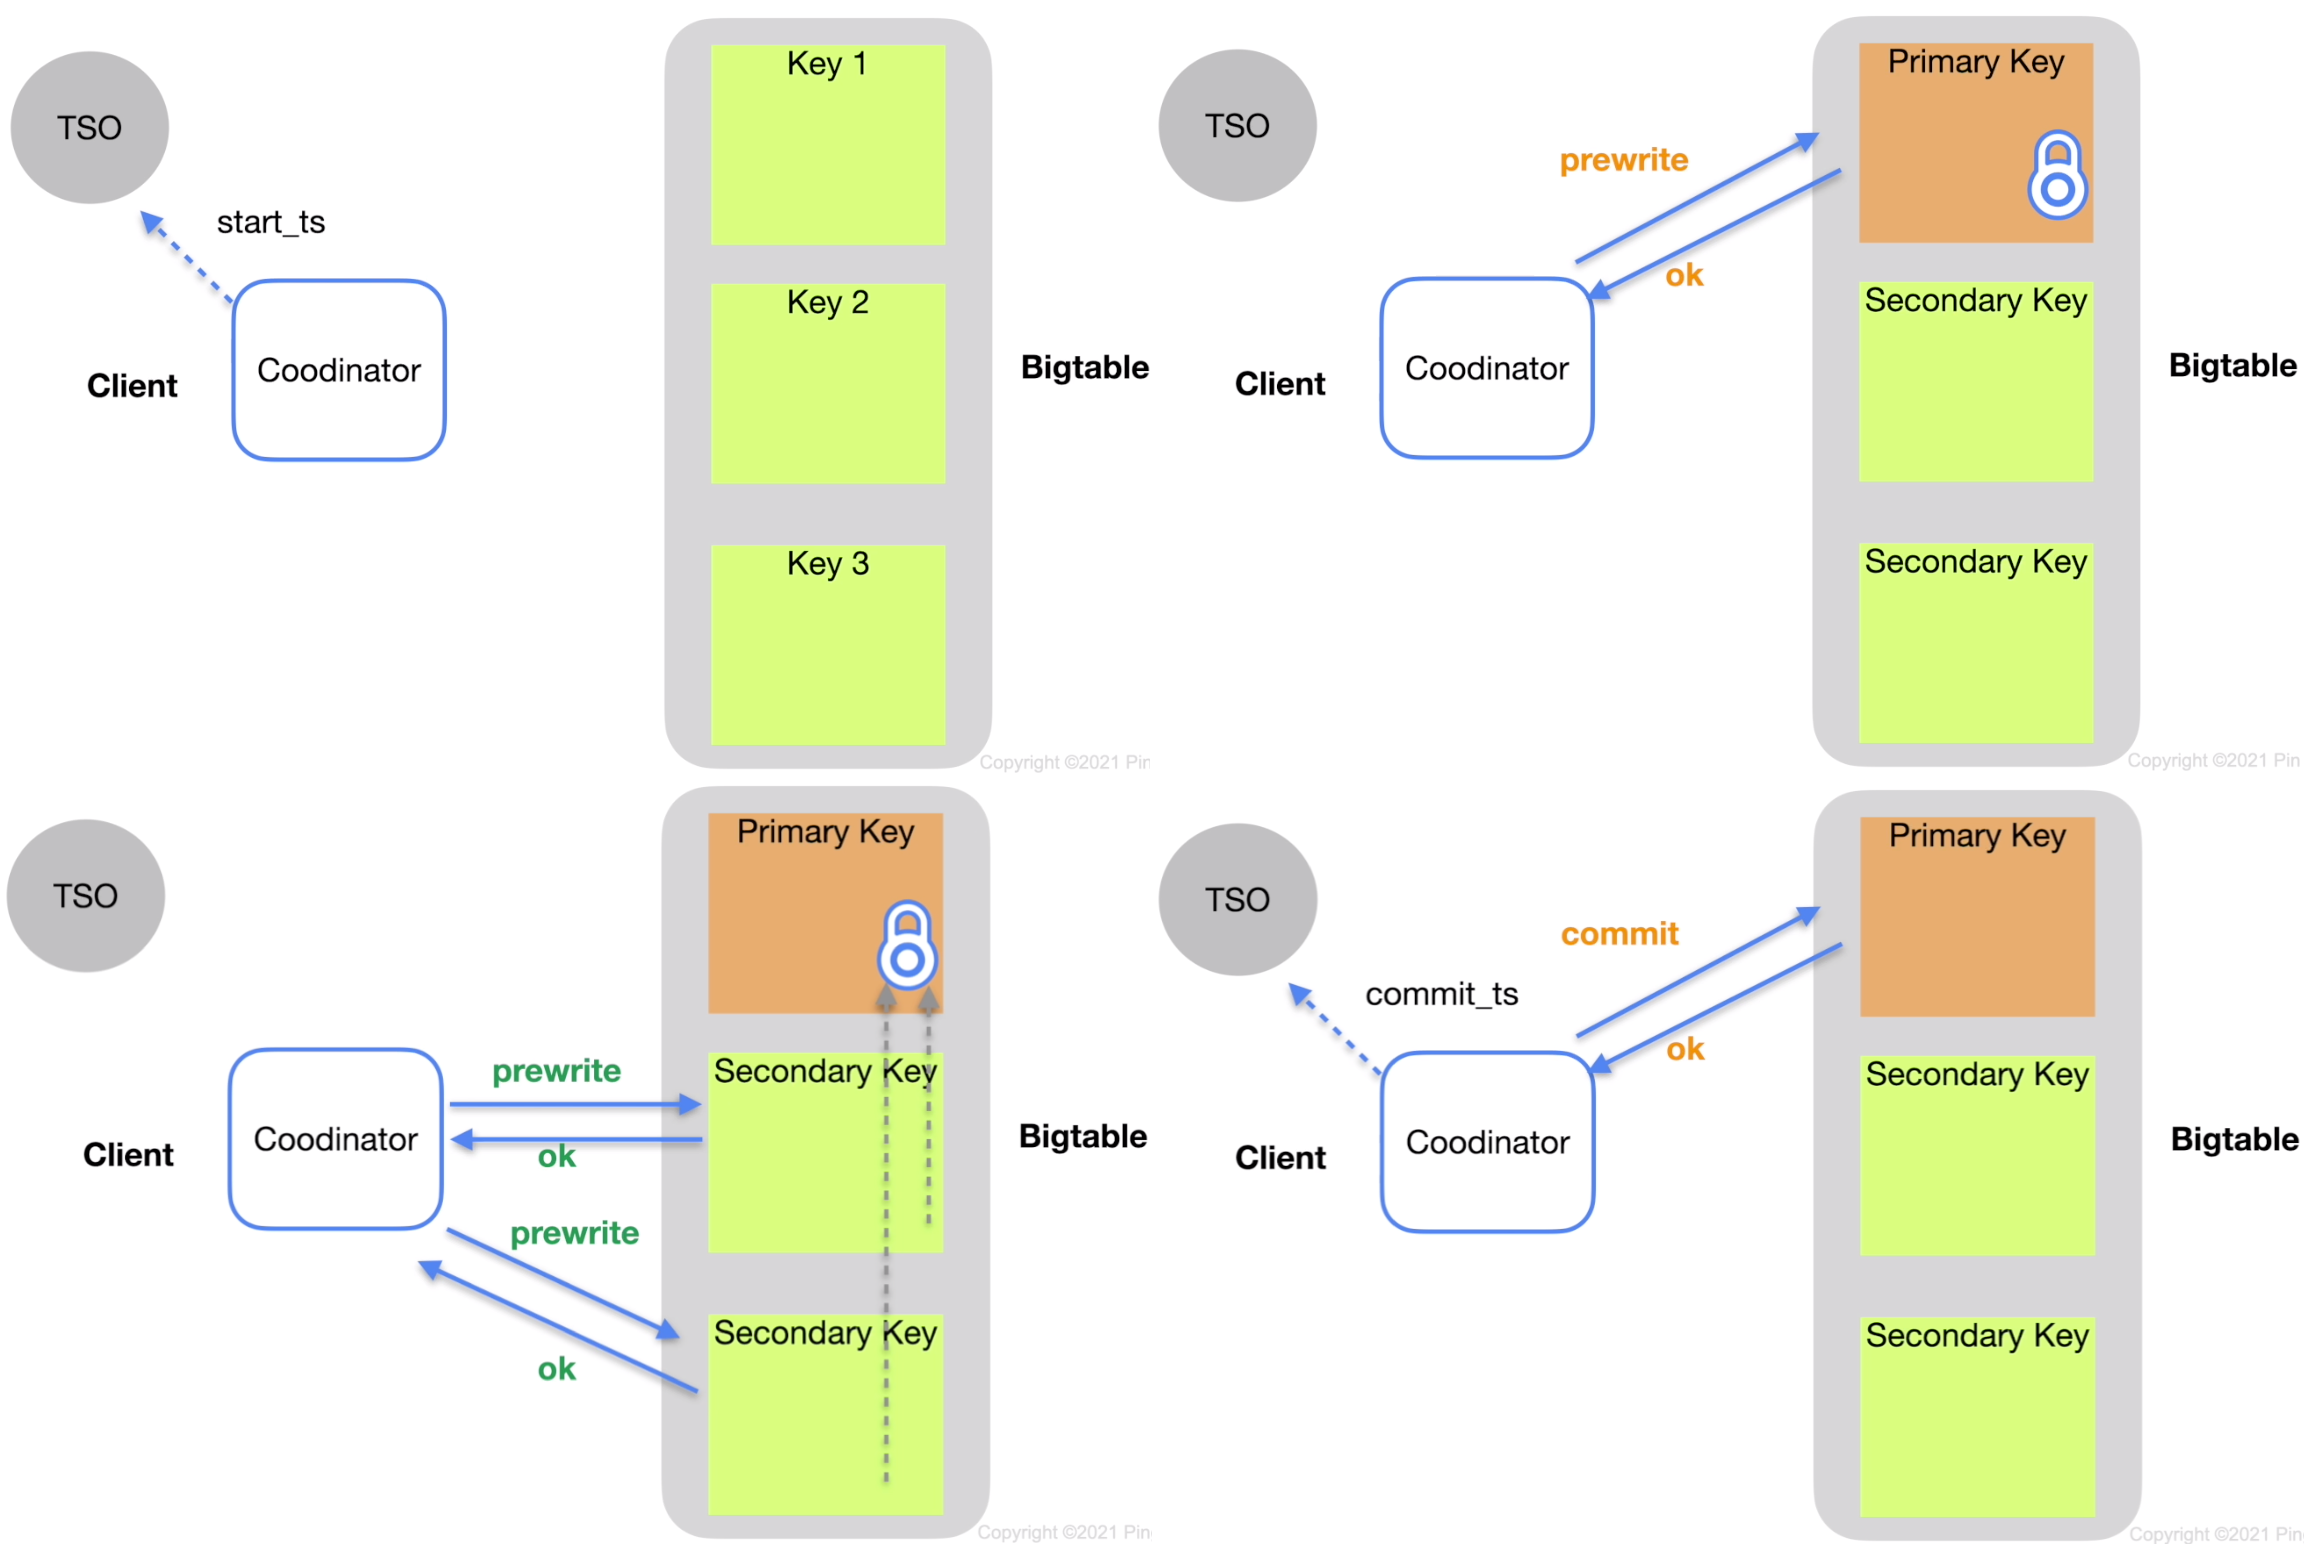 TSO
start_ts
Client
Coodinator
Key 1
Key 2
Key 3
Bigtable
Copyright ©2021 Pin
TSO
prewrite
ok
Client
Coodinator
Primary Key
Secondary Key
Secondary Key
Bigtable
Copyright ©2021 Pin
TSO
Client
Coodinator
prewrite
ok
prewrite
ok
Primary Key
Secondary Key
Secondary Key
Bigtable
Copyright ©2021 Pin
TSO
commit_ts
commit
ok
Client
Coodinator
Primary Key
Secondary Key
Secondary Key
Bigtable
Copyright ©2021 Pin